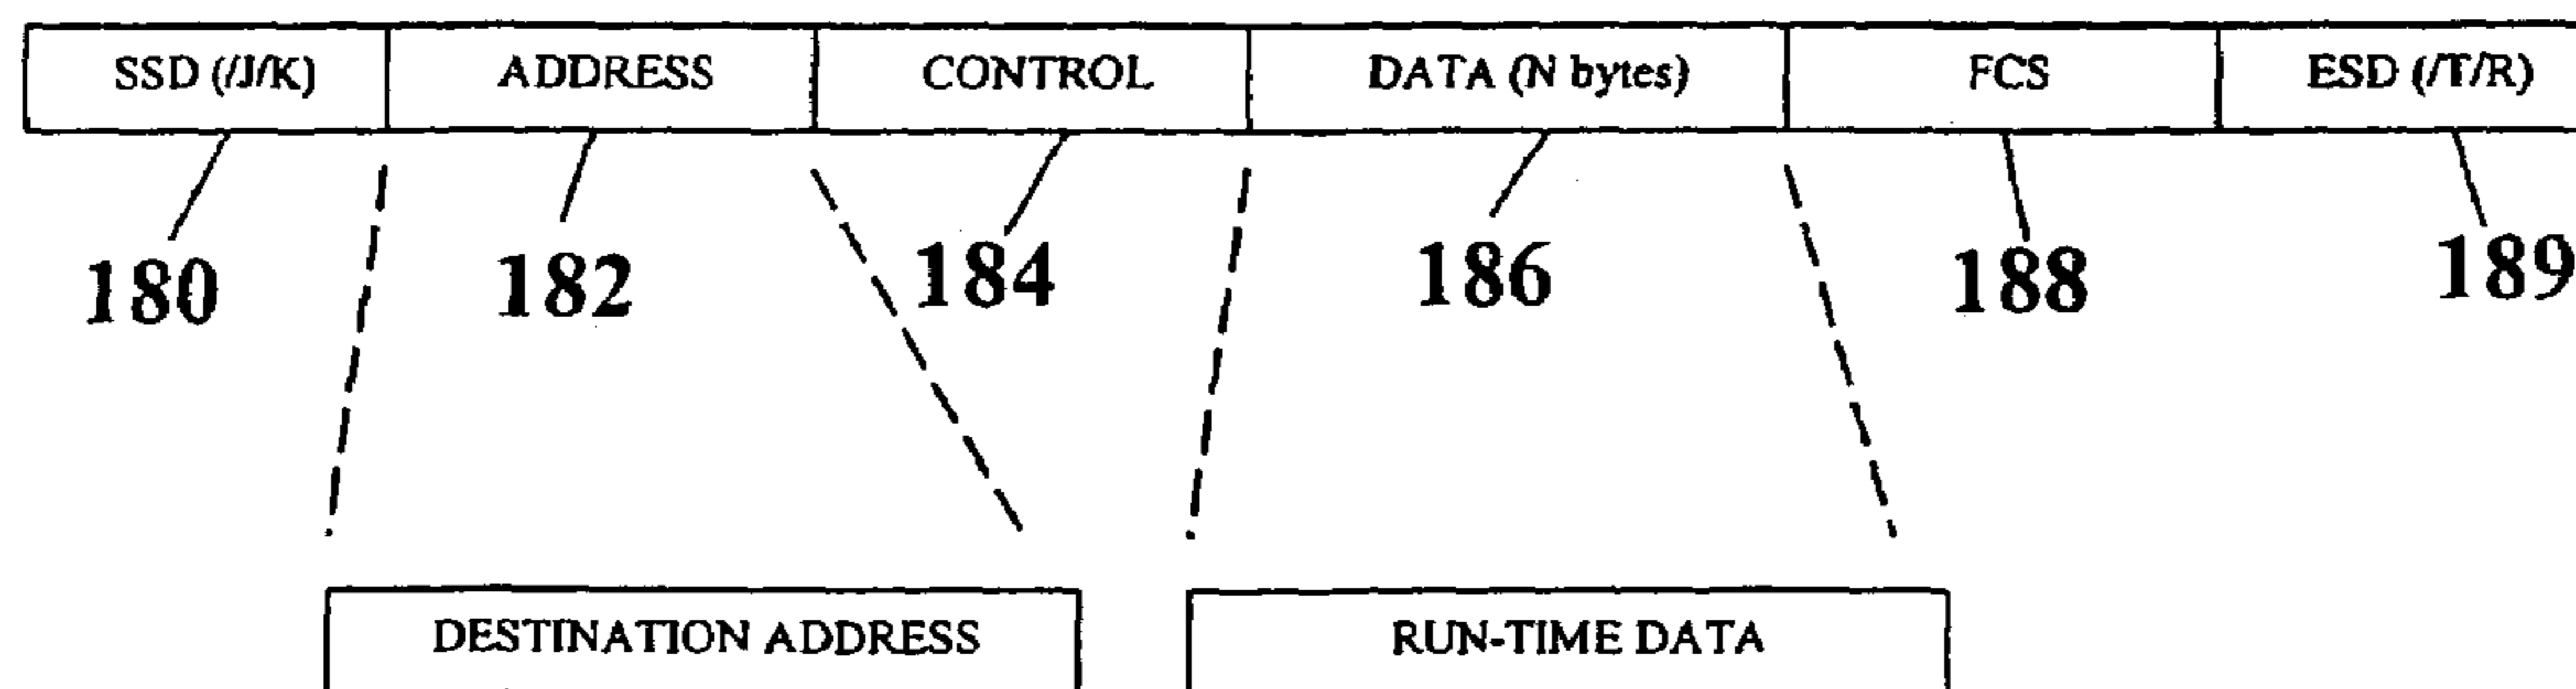 SSD (/J/K) ADDRESS CONTROL DATA (N bytes) FCS ESD (/T/R)
180 182 184 186 188 189
DESTINATION ADDRESS RUN-TIME DATA